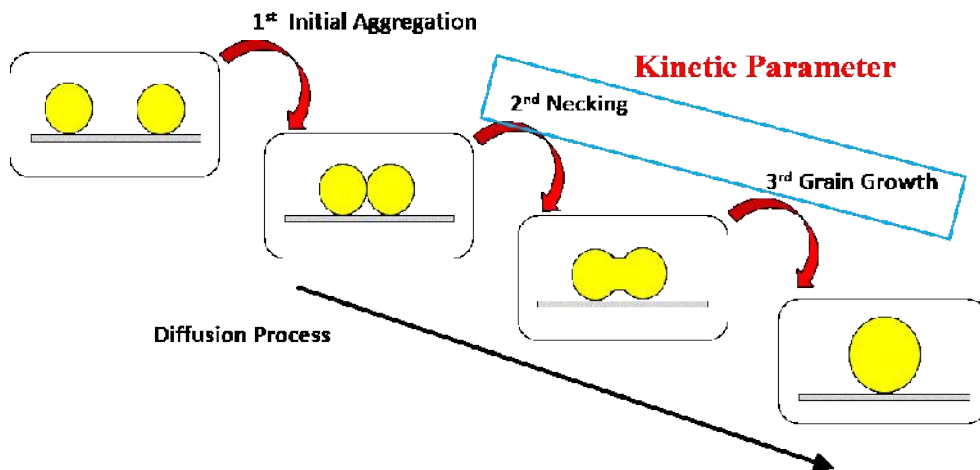 1st Initial Aggregation
Kinetic Parameter
2nd Necking
3rd Grain Growth
Diffusion Process